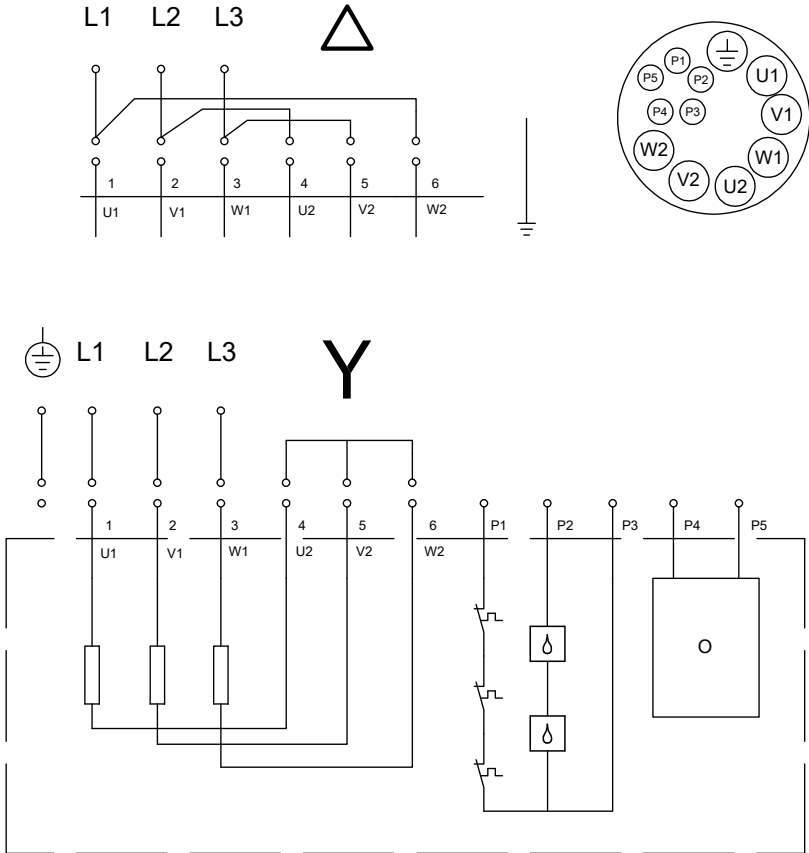 L1 L2 L3
P1
P5 P2 U1
P4 P3 V1
W2 W1
V2 U2
1 2 3 4 5 6
U1 V1 W1 U2 V2 W2
L1 L2 L3 Y
1 2 3 4 5 6 P1 P2 P3 P4 P5
U1 V1 W1 U2 V2 W2
O